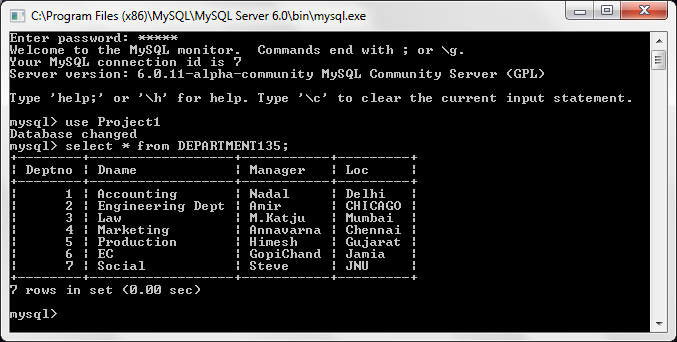 C:\Program Files (x86)\MySQL\MySQL Server 6.0\bin\mysql.exe
Enter password: *****
Welcome to the MySQL monitor.  Commands end with ; or \g.
Your MySQL connection id is 7
Server version: 6.0.11-alpha-community MySQL Community Server (GPL)
Type 'help;' or '\h' for help. Type '\c' to clear the current input statement.
mysql> use Project1
Database changed
mysql> select * from DEPARTMENT135;
+--------+------------------+-----------+---------+
| Deptno | Dname            | Manager   | Loc     |
+--------+------------------+-----------+---------+
|      1 | Accounting       | Nadal     | Delhi   |
|      2 | Engineering Dept | Amir      | CHICAGO |
|      3 | Law              | M.Katju   | Mumbai  |
|      4 | Marketing        | Annavarna | Chennai |
|      5 | Production       | Himesh    | Gujarat |
|      6 | EC               | GopiChand | Jamia   |
|      7 | Social           | Steve     | JNU     |
+--------+------------------+-----------+---------+
7 rows in set (0.00 sec)
mysql>